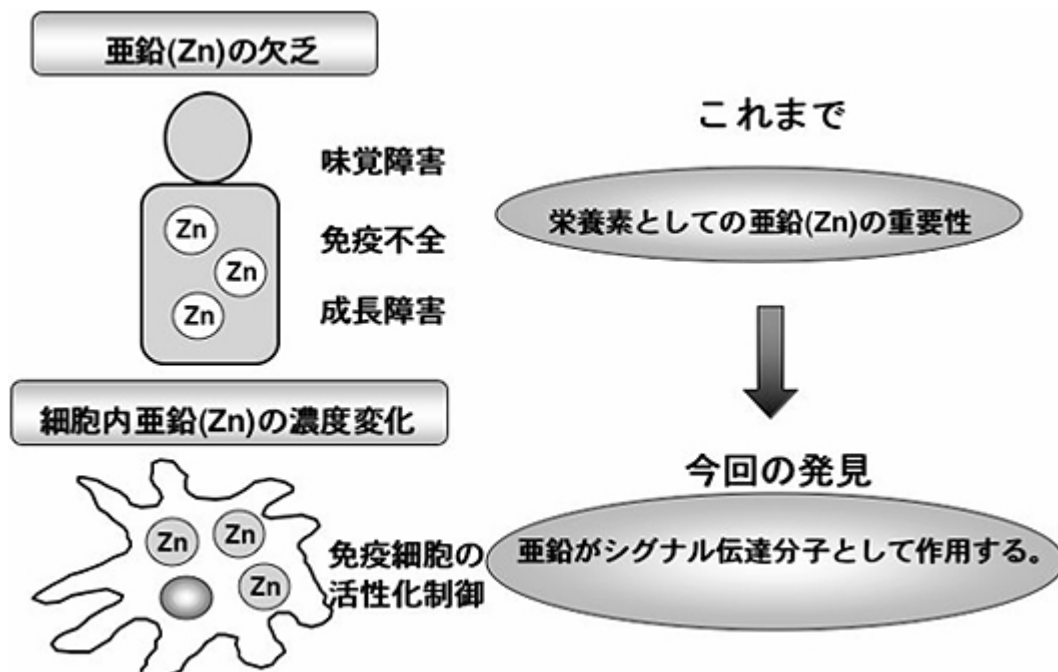 亜鉛(Zn)の欠乏
味覚障害
免疫不全
成長障害
Zn
Zn
Zn
これまで
栄養素としての亜鉛(Zn)の重要性
細胞内亜鉛(Zn)の濃度変化
Zn
Zn
Zn
免疫細胞の
活性化制御
今回の発見
亜鉛がシグナル伝達分子として作用する。